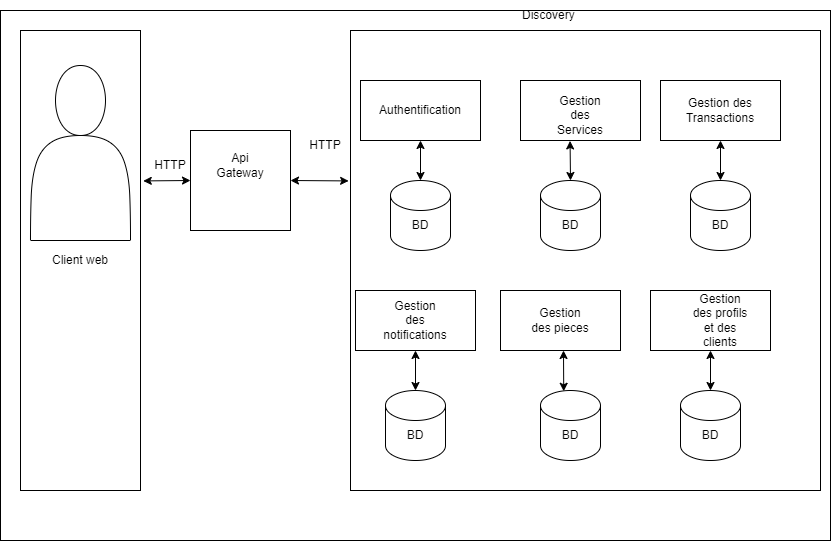 Discovery
Authentification
Gestion
des
Services
Gestion des
Transactions
HTTP
Api
Gateway
HTTP
BD
BD
BD
Client web
Gestion
des
notifications
Gestion
des pieces
Gestion
des profils
et des
clients
BD
BD
BD